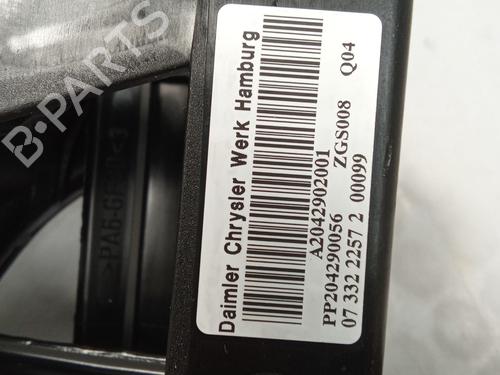 Daimler Chrysler Werk Hamburg
A2042902001
PP204290056 ZGS008 Q04
07 332 2257 2 00099
B-PARTS